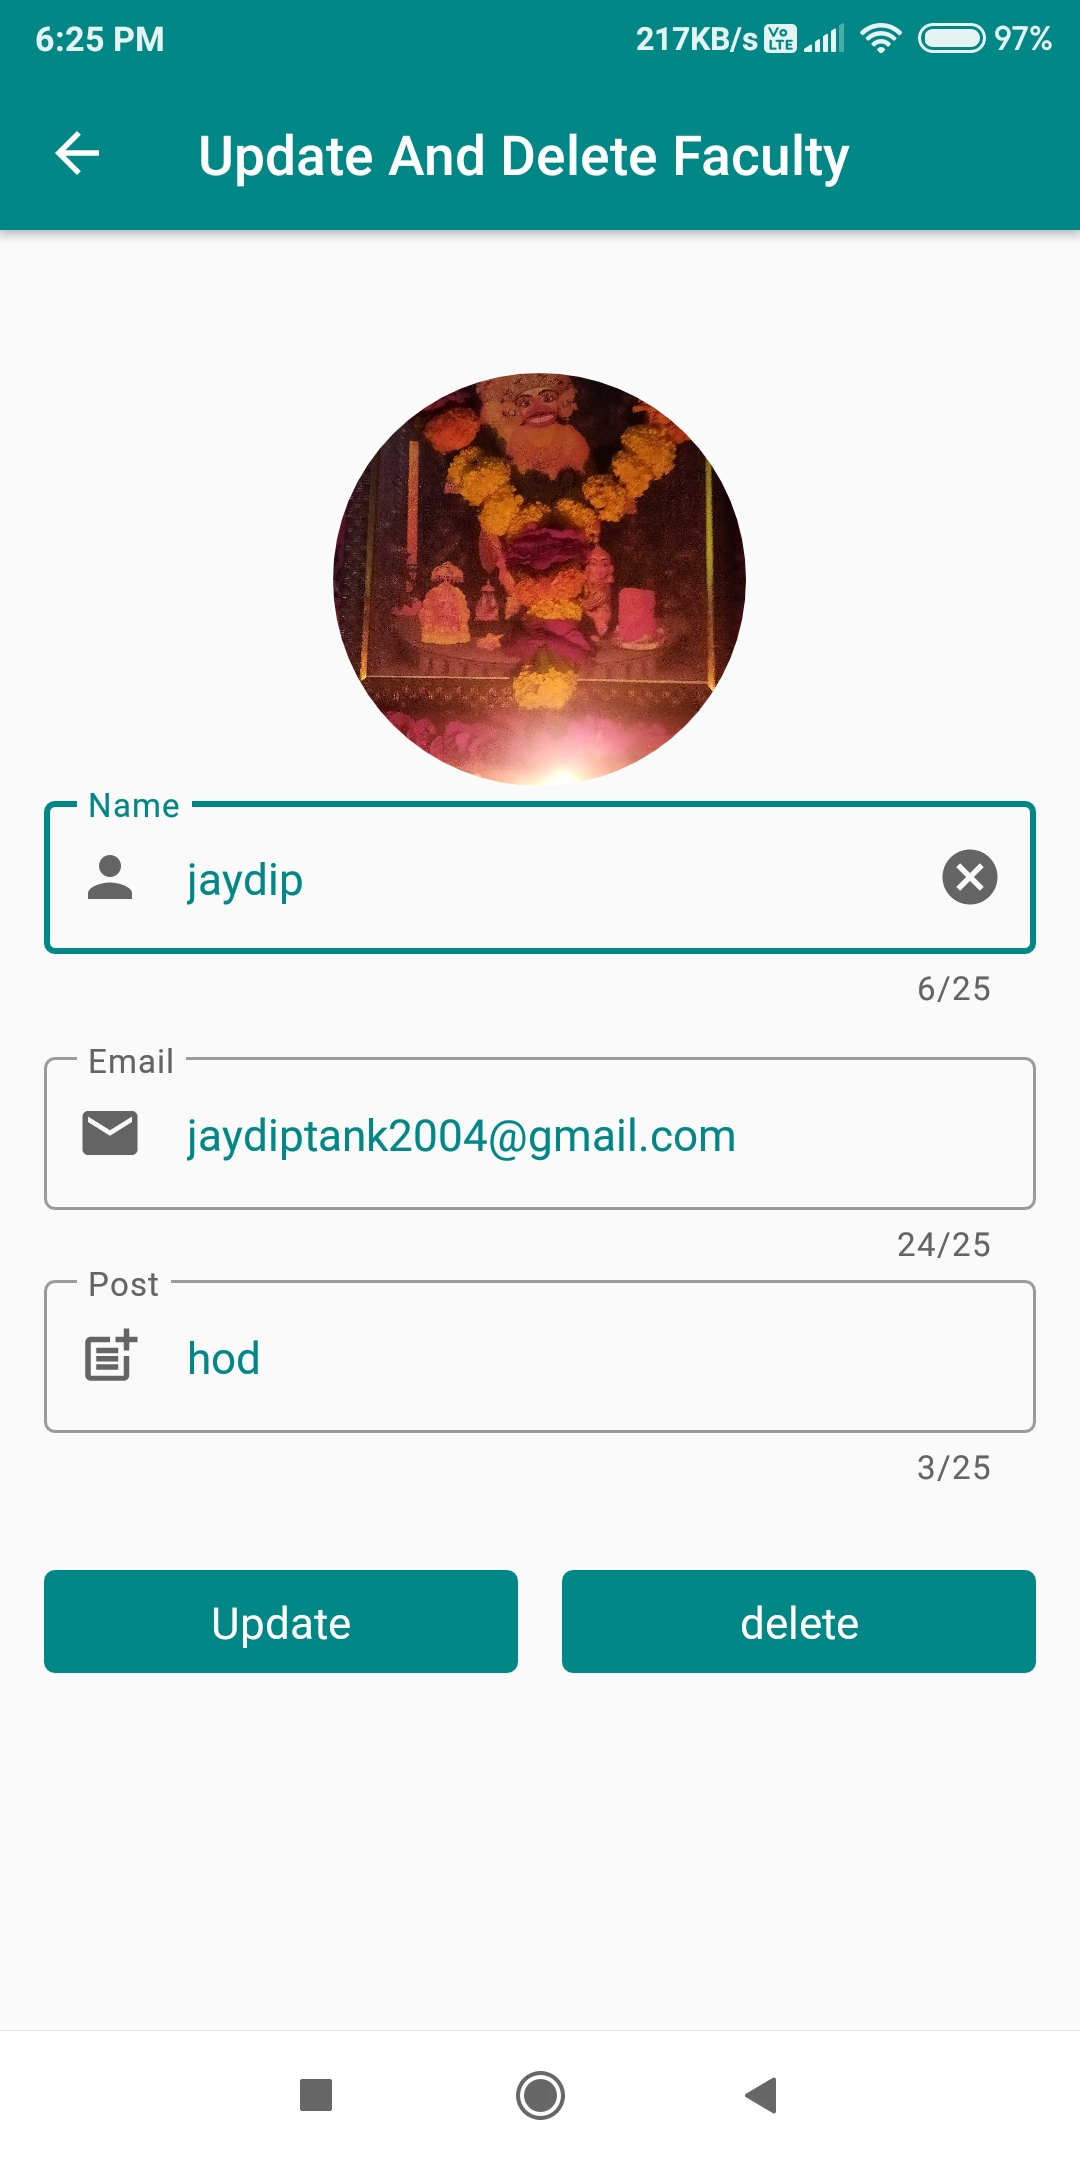 6:25 PM 217KB/s Vo LTE 97%
Update And Delete Faculty
Name
jaydip
6/25
Email
jaydiptank2004@gmail.com
24/25
Post
hod
3/25
Update delete